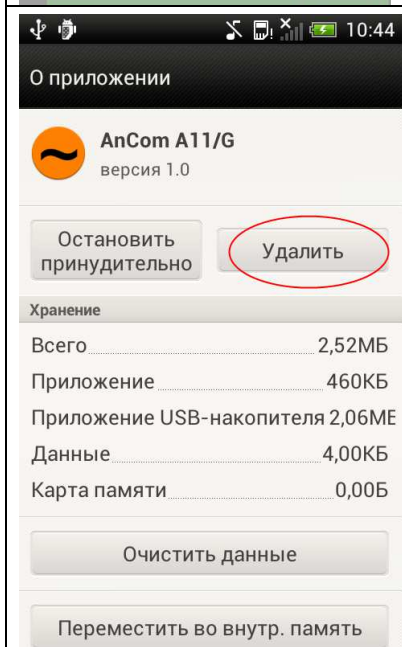 10:44
О приложении
AnCom A11/G
версия 1.0
Остановить
принудительно
Удалить
Хранение
Всего 2,52МБ
Приложение 460КБ
Приложение USB-накопителя 2,06МБ
Данные 4,00КБ
Карта памяти 0,00Б
Очистить данные
Переместить во внутр. память